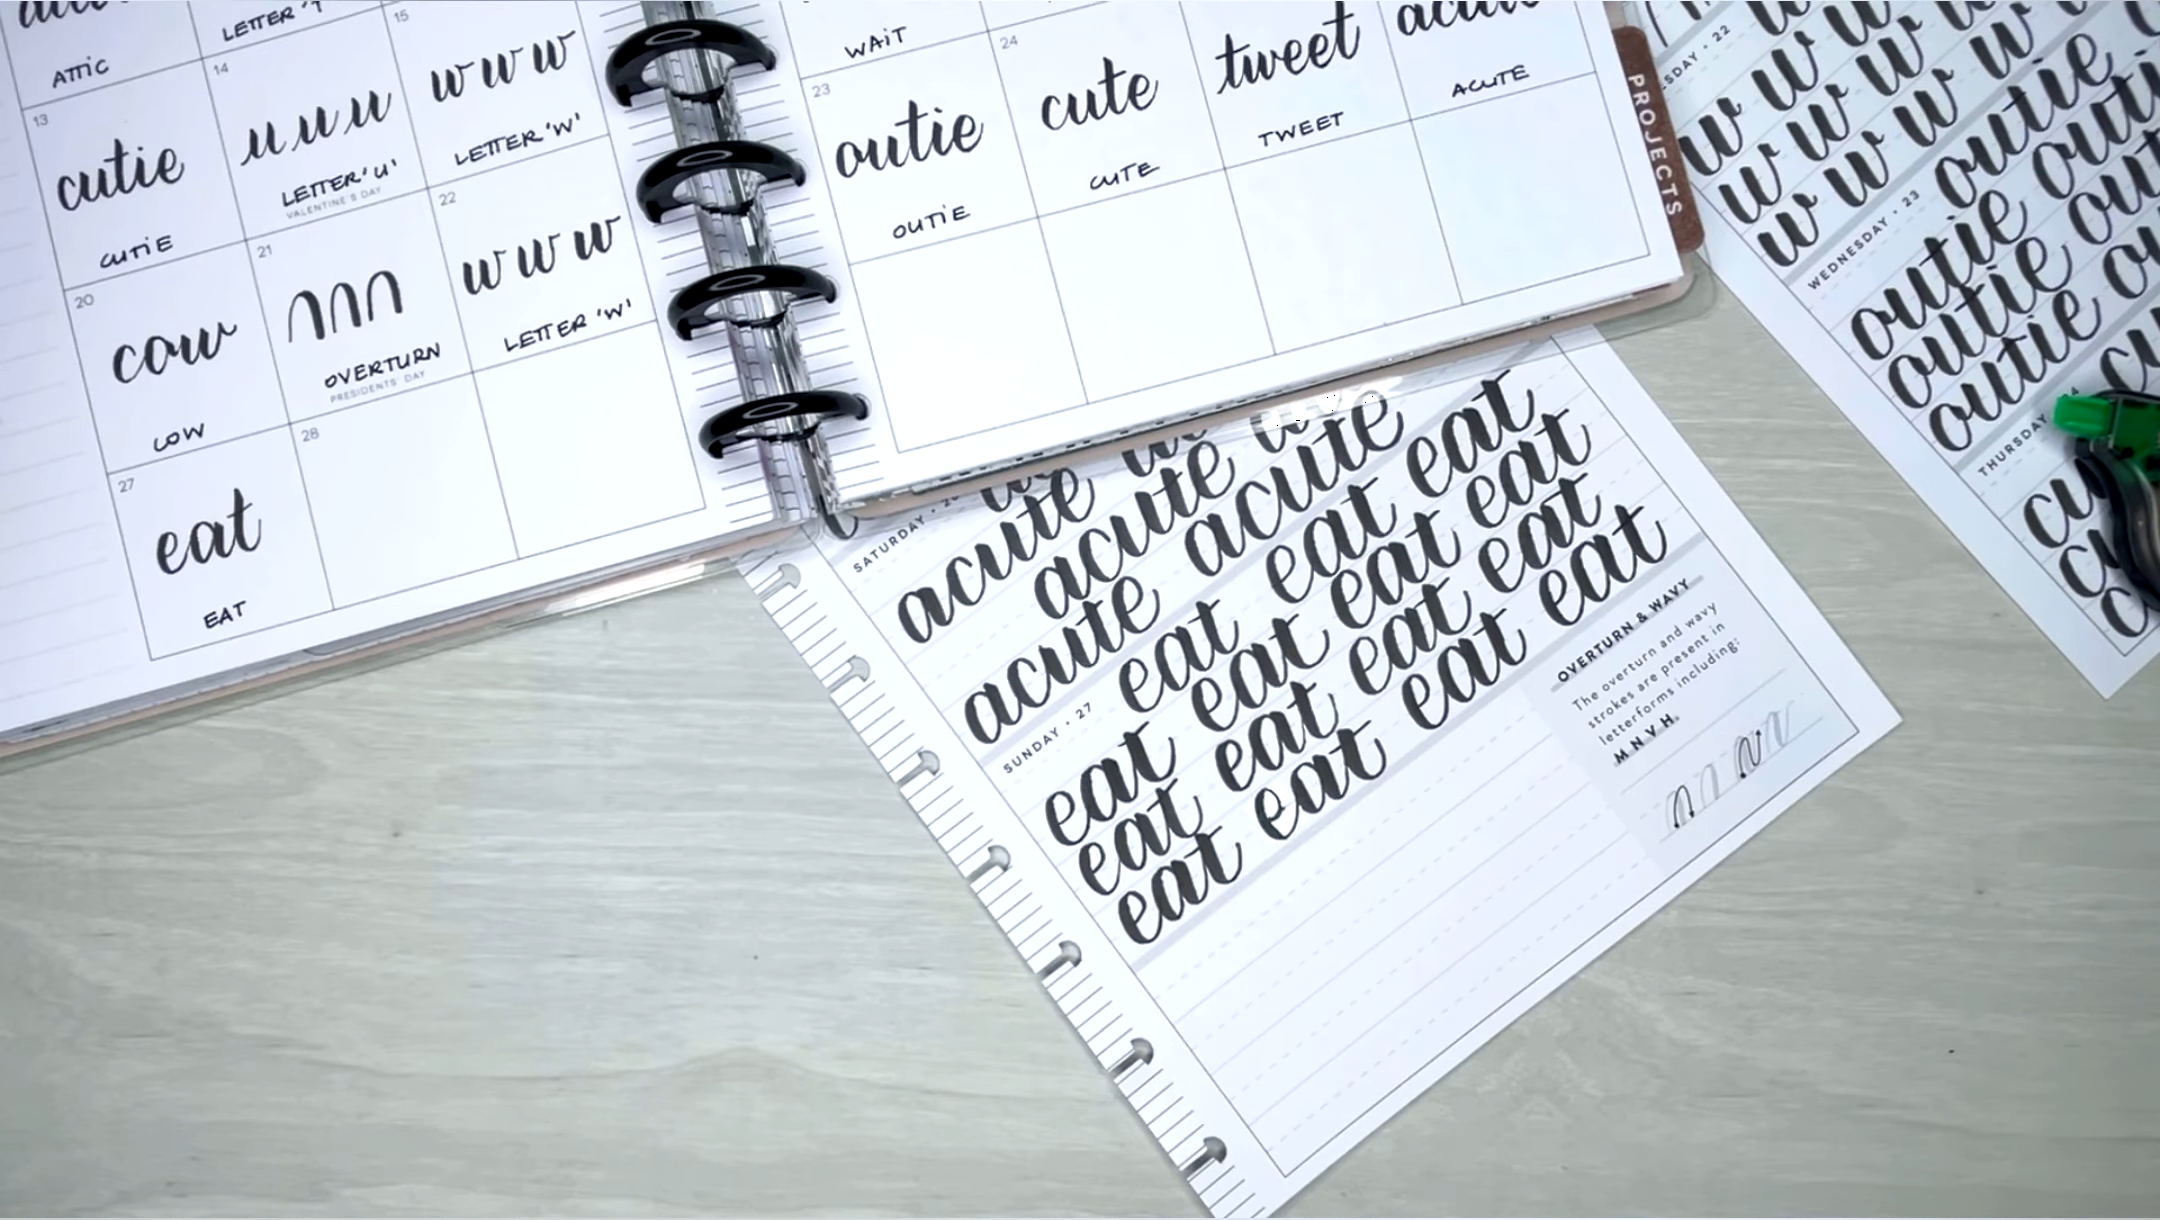 ATTIC
LETTER 'T
15
WAIT
24
13
cutie
CUTIE
14
u u u
LETTER 'U'
VALENTINE'S DAY
w w w
LETTER 'W'
23
outie
OUTIE
cute
CUTE
tweet
TWEET
ACUTE
PROJECTS
20
cow
COW
21
OVERTURN
PRESIDENTS' DAY
22
w w w
LETTER 'W'
27
eat
EAT
28
SATURDAY
acute acute
acute acute
acute acute
SUNDAY • 27
eat eat eat
eat eat eat eat
eat eat eat eat
eat eat eat eat
OVERTURN & WAVY
The overturn and wavy
strokes are present in
letterforms including:
M N V H.
22
w w w w
w w w w
w w w w
WEDNESDAY • 23
outie
outie
outie
outie
THURSDAY